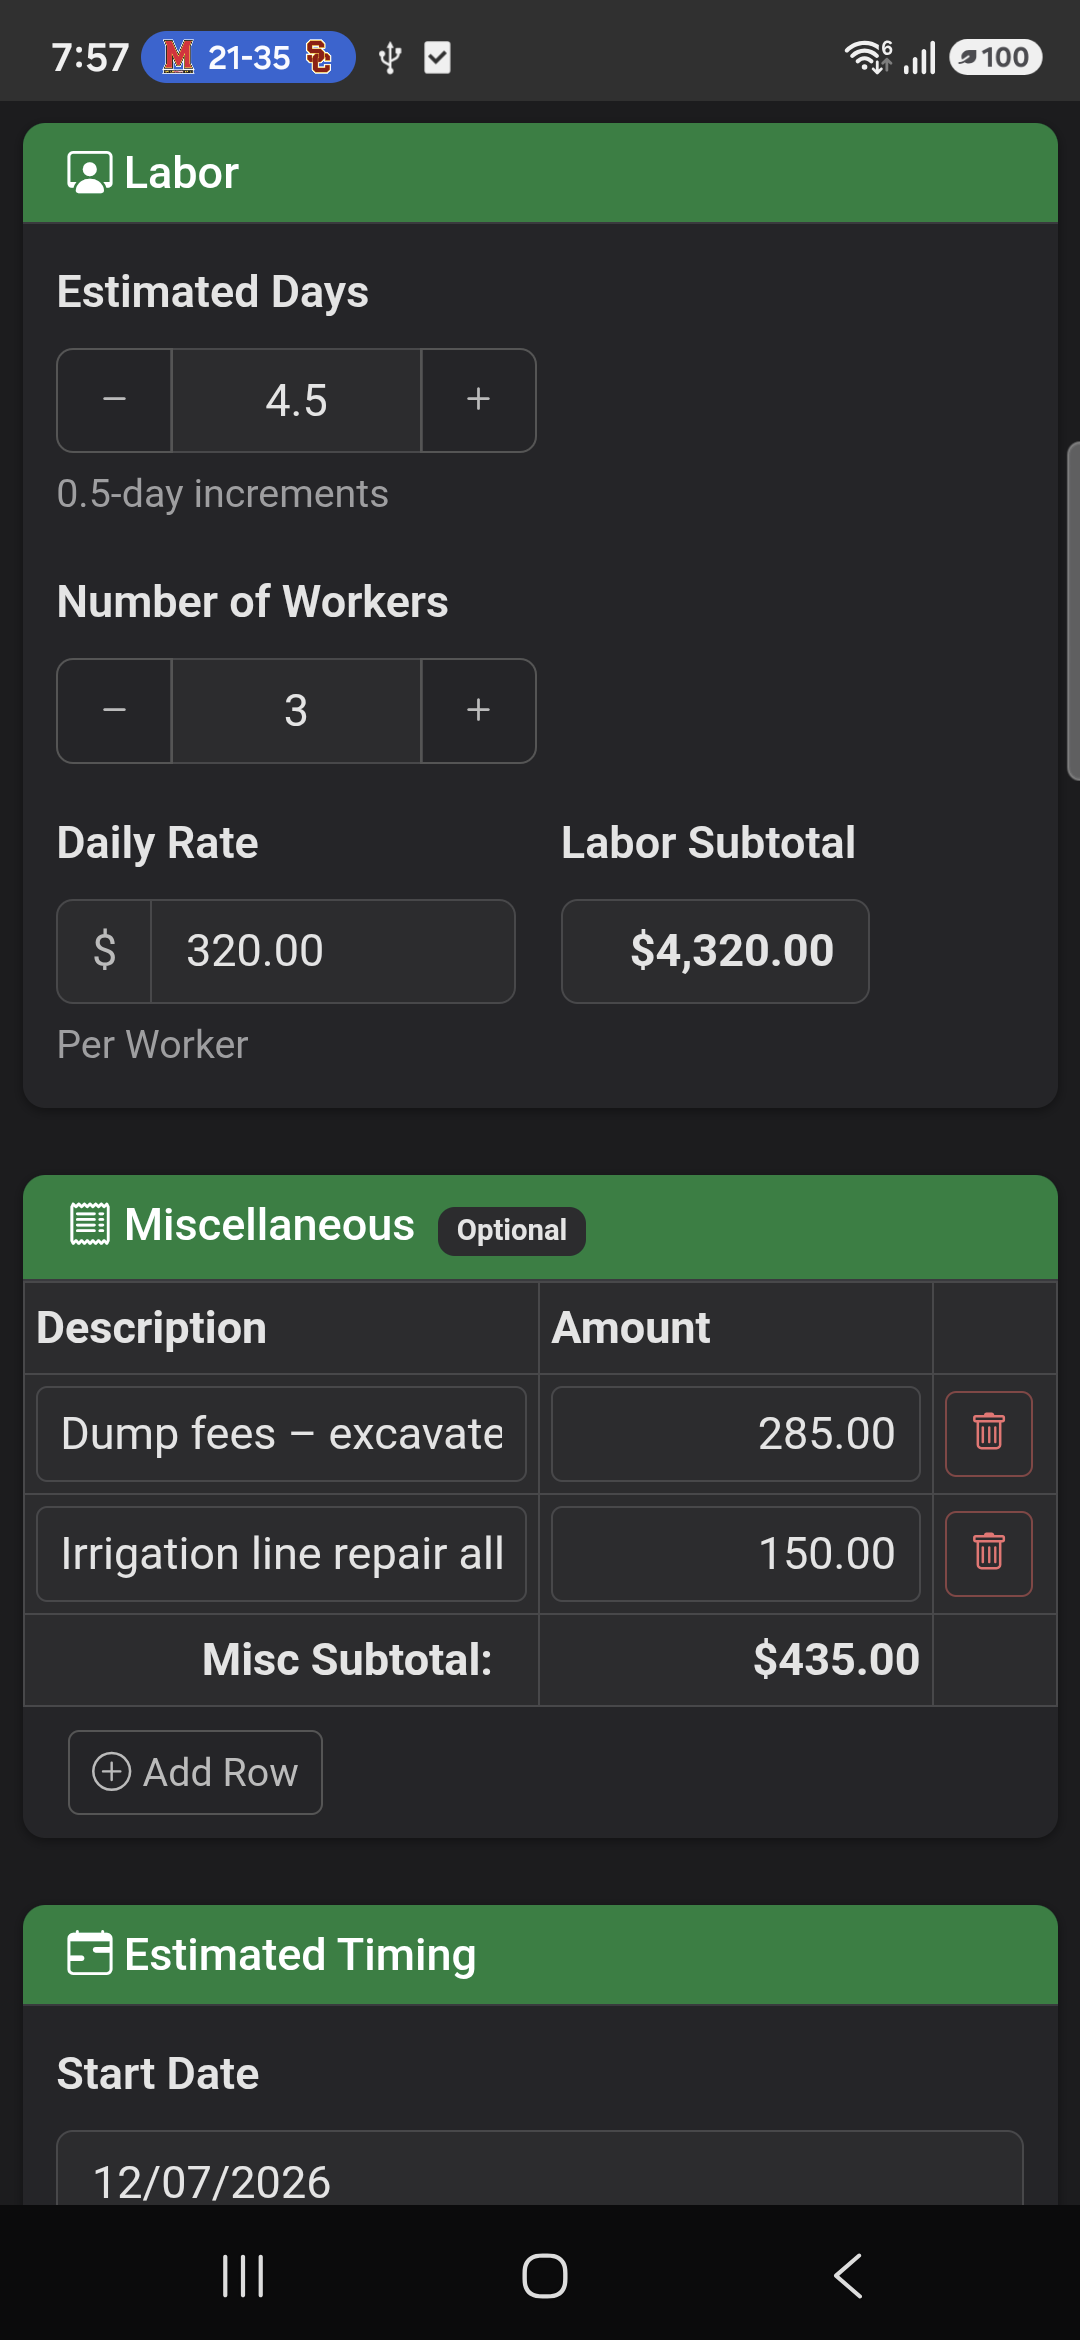 7:57 M 21-35 SC 6 100
Labor
Estimated Days
− 4.5 +
0.5-day increments
Number of Workers
− 3 +
Daily Rate Labor Subtotal
$ 320.00 $4,320.00
Per Worker
Miscellaneous Optional
Description Amount
Dump fees – excavate 285.00
Irrigation line repair all 150.00
Misc Subtotal: $435.00
Add Row
Estimated Timing
Start Date
12/07/2026